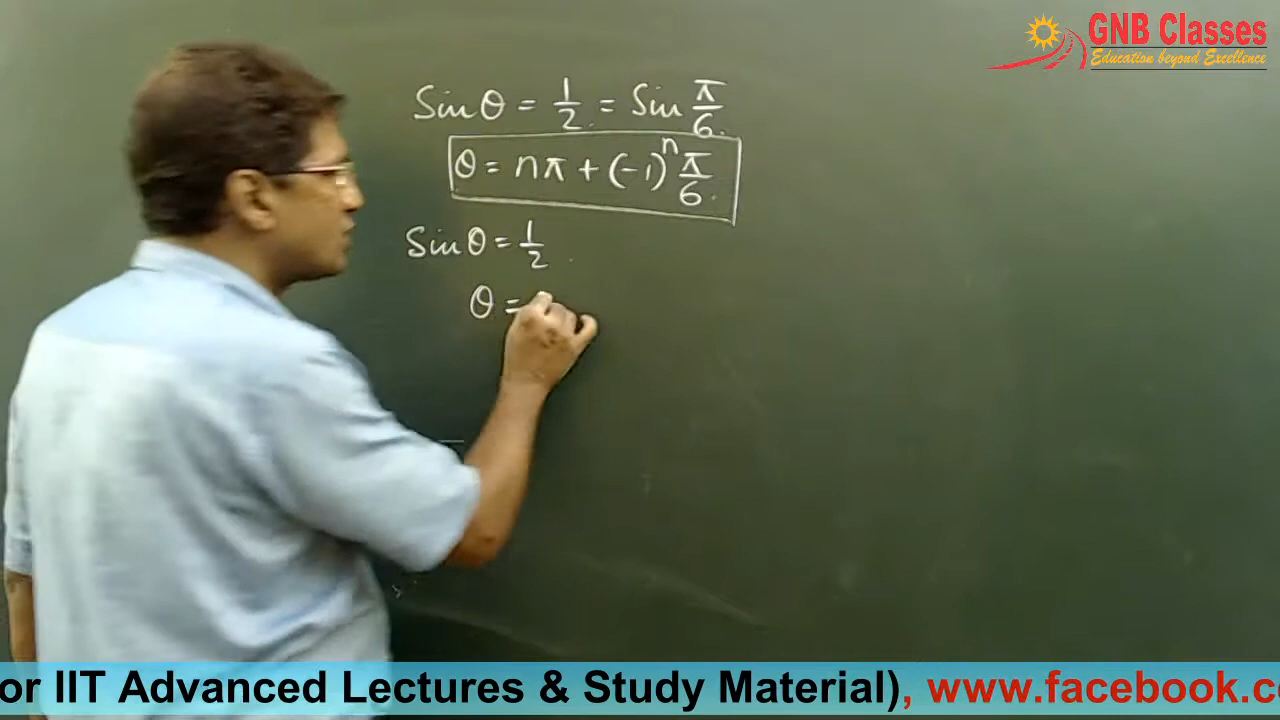 GNB Classes
Education beyond Excellence
Sin θ = 1/2 = Sin π/6
θ = nπ + (-1)^n π/6
Sin θ = 1/2
θ =
or IIT Advanced Lectures & Study Material), www.facebook.c